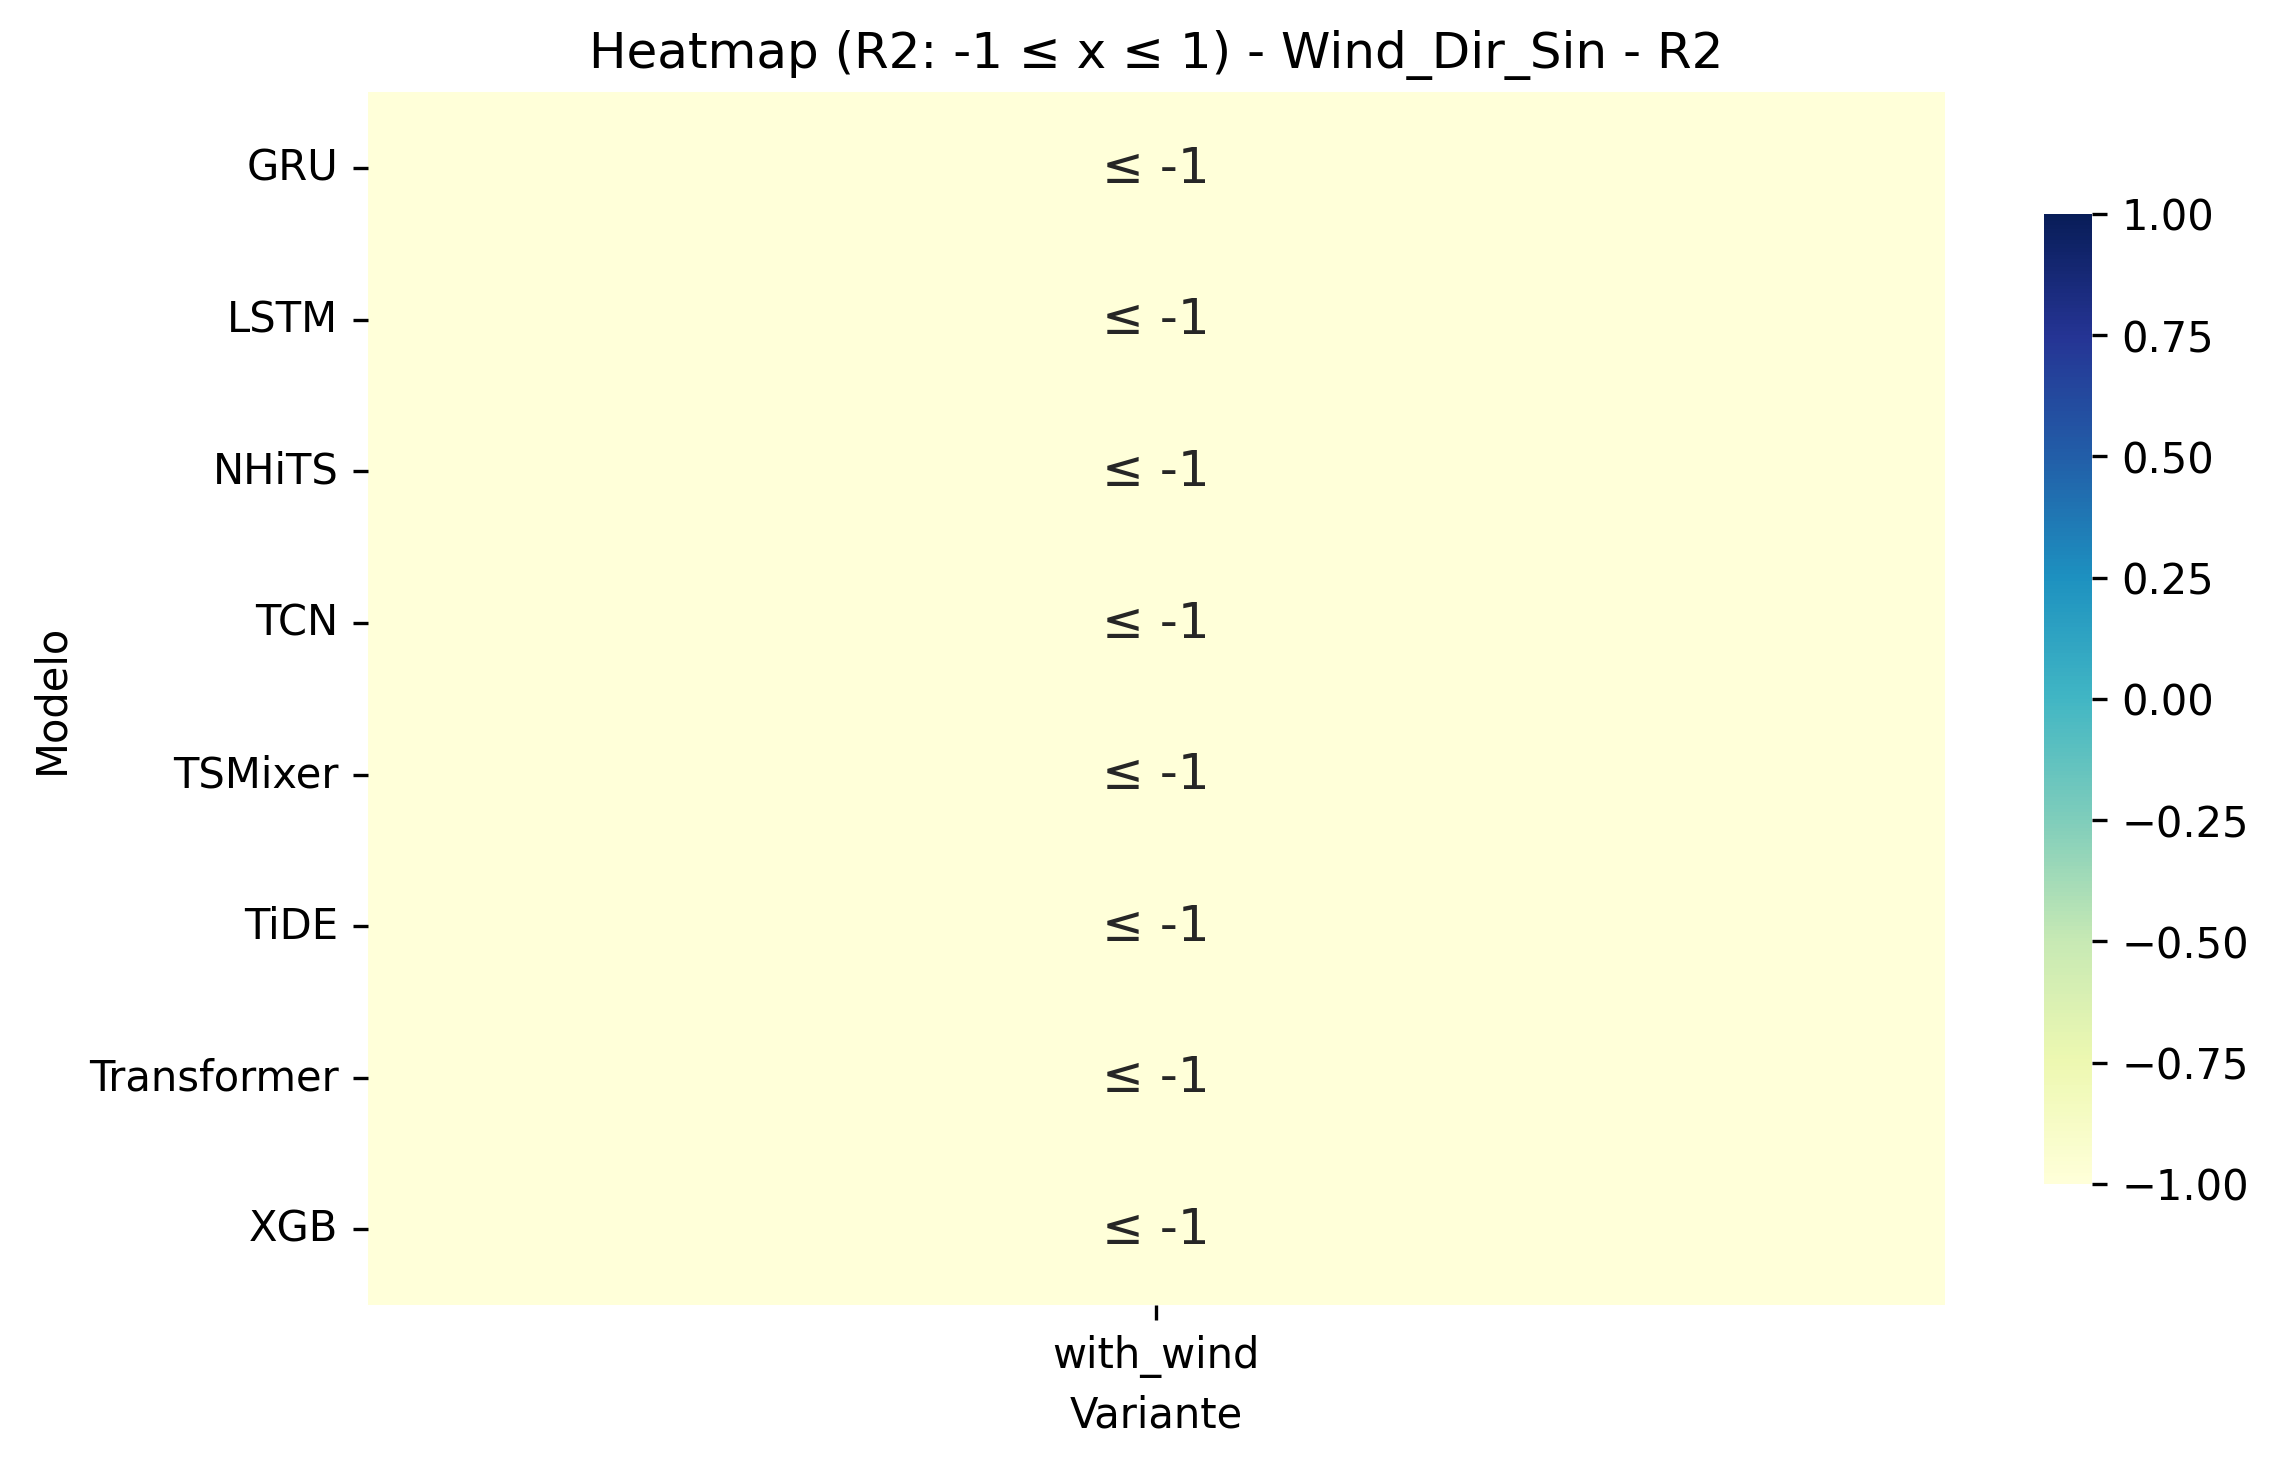 Heatmap (R2: -1 ≤ x ≤ 1) - Wind_Dir_Sin - R2
Modelo
GRU
≤ -1
LSTM
≤ -1
NHiTS
≤ -1
TCN
≤ -1
TSMixer
≤ -1
TiDE
≤ -1
Transformer
≤ -1
XGB
≤ -1
with_wind
Variante
1.00
0.75
0.50
0.25
0.00
−0.25
−0.50
−0.75
−1.00